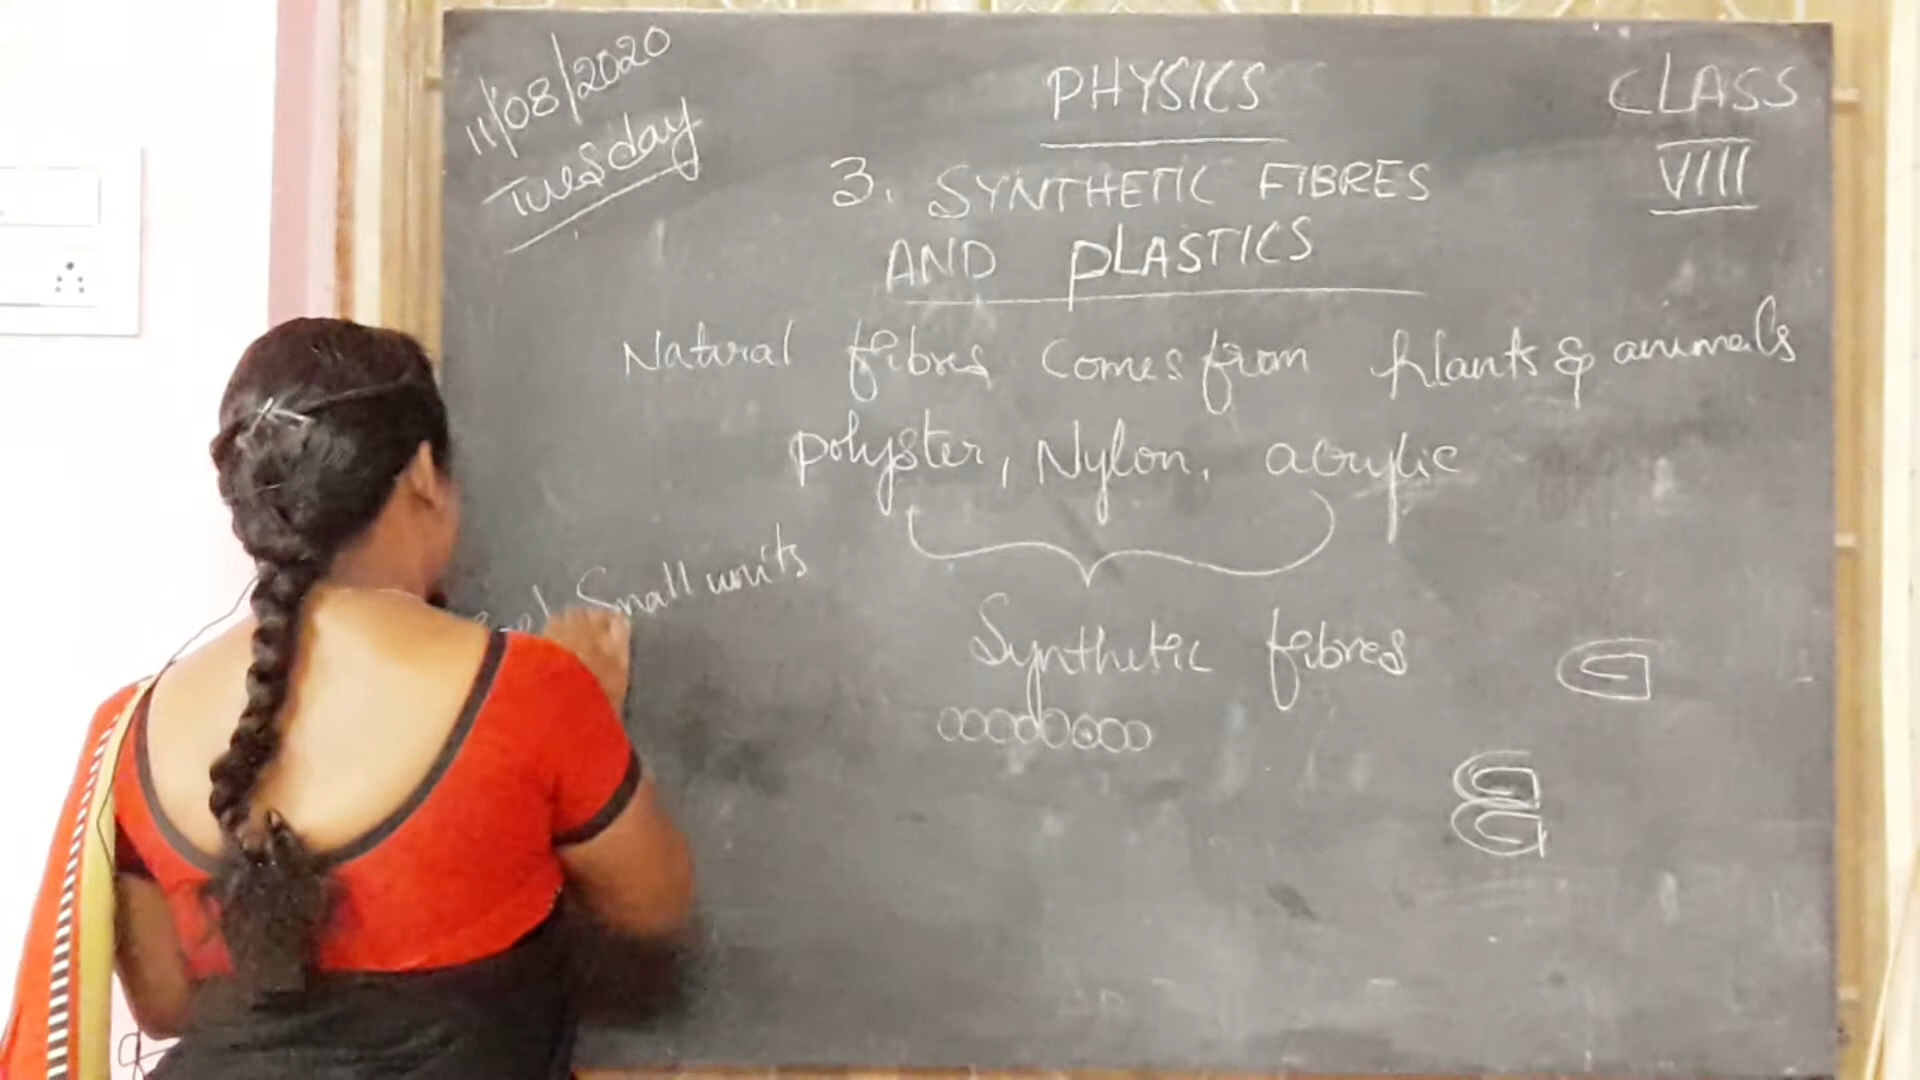 11/08/2020
Tuesday
PHYSICS
CLASS
VIII
3. SYNTHETIC FIBRES
AND PLASTICS
Natural fibres comes from plants & animals
polyster, Nylon, acrylic
Small units
Synthetic fibres